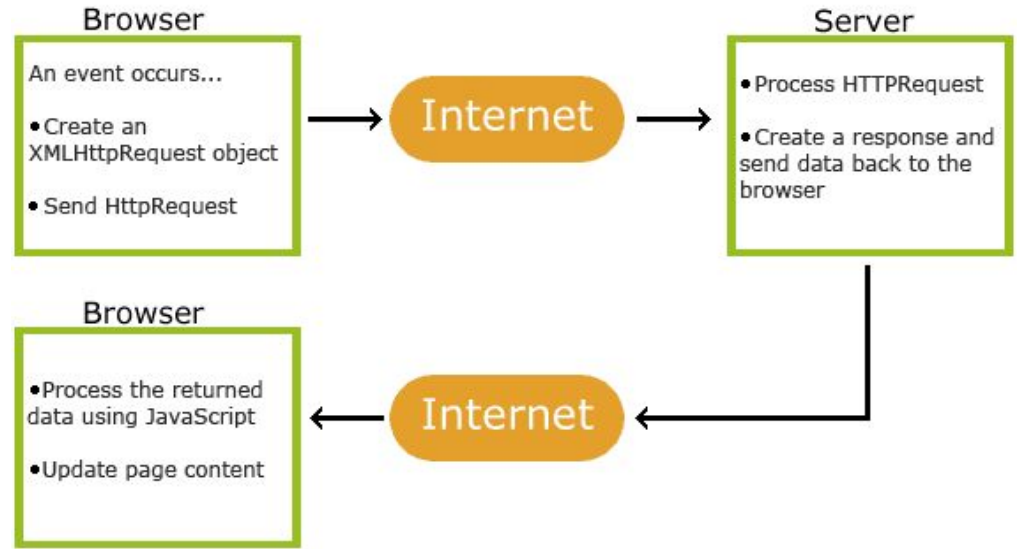 Browser
An event occurs...
•Create an
XMLHttpRequest object
• Send HttpRequest
Internet
Server
•Process HTTPRequest
•Create a response and
send data back to the
browser
Browser
•Process the returned
data using JavaScript
•Update page content
Internet